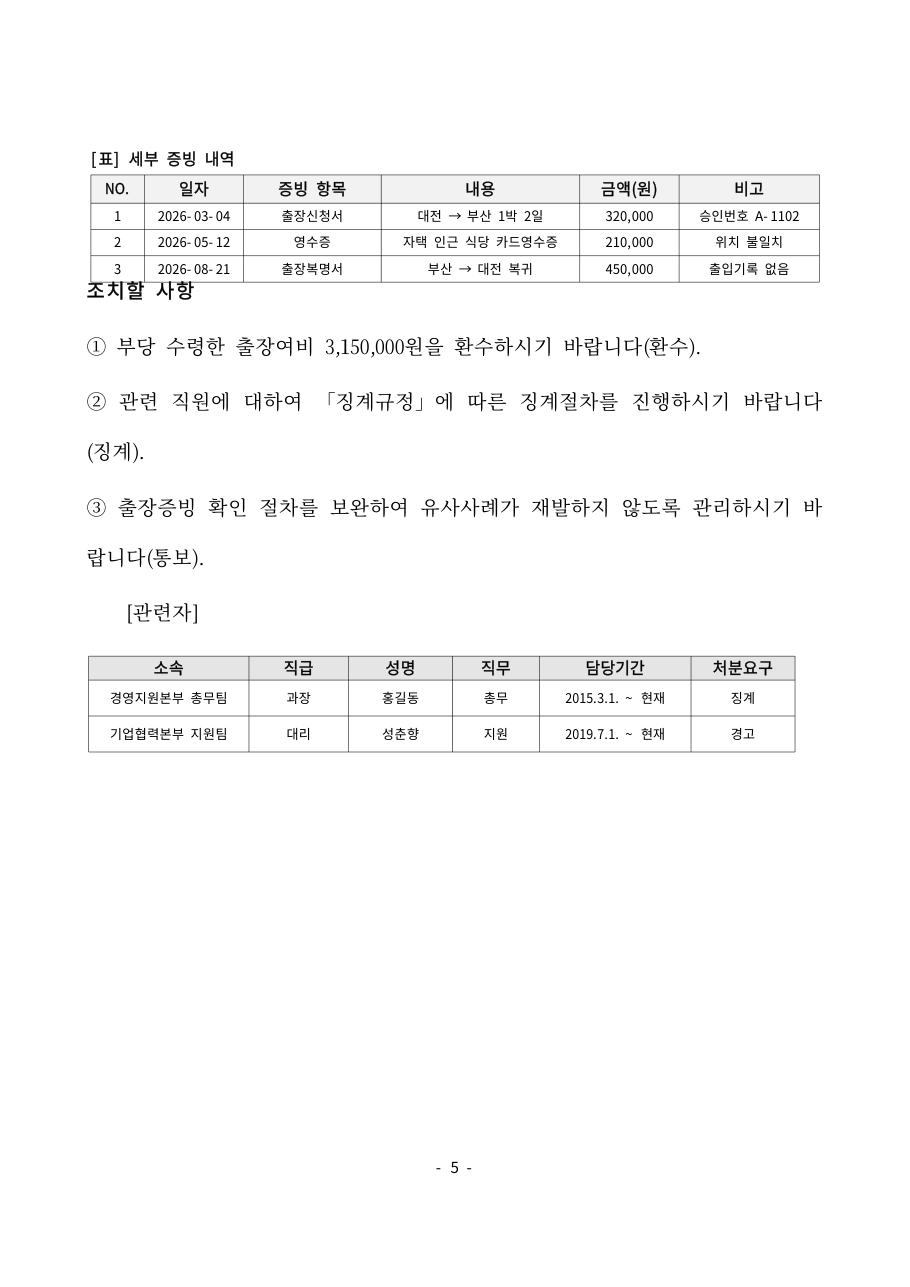 [표] 세부 증빙 내역
NO. 일자 증빙 항목 내용 금액(원) 비고
1 2026-03-04 출장신청서 대전 → 부산 1박 2일 320,000 승인번호 A-1102
2 2026-05-12 영수증 자택 인근 식당 카드영수증 210,000 위치 불일치
3 2026-08-21 출장복명서 부산 → 대전 복귀 450,000 출입기록 없음
조치할 사항
① 부당 수령한 출장여비 3,150,000원을 환수하시기 바랍니다(환수).
② 관련 직원에 대하여 「징계규정」에 따른 징계절차를 진행하시기 바랍니다
(징계).
③ 출장증빙 확인 절차를 보완하여 유사사례가 재발하지 않도록 관리하시기 바
랍니다(통보).
[관련자]
소속 직급 성명 직무 담당기간 처분요구
경영지원본부 총무팀 과장 홍길동 총무 2015.3.1. ~ 현재 징계
기업협력본부 지원팀 대리 성춘향 지원 2019.7.1. ~ 현재 경고
- 5 -